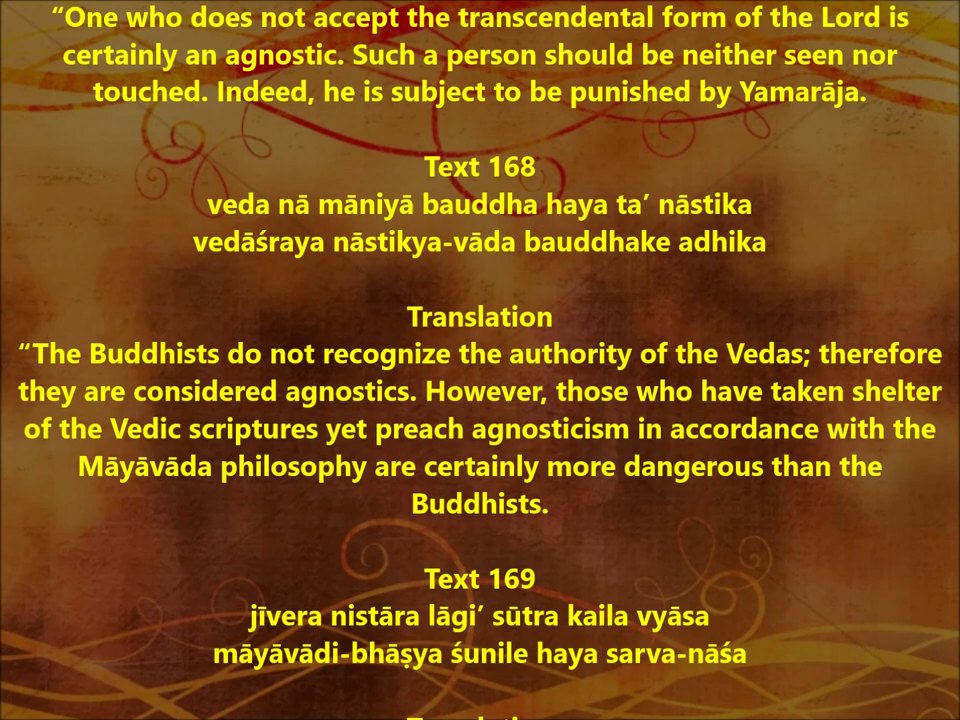 “One who does not accept the transcendental form of the Lord is
certainly an agnostic. Such a person should be neither seen nor
touched. Indeed, he is subject to be punished by Yamarāja.
Text 168
veda nā māniyā bauddha haya ta’ nāstika
vedāśraya nāstikya-vāda bauddhake adhika
Translation
“The Buddhists do not recognize the authority of the Vedas; therefore
they are considered agnostics. However, those who have taken shelter
of the Vedic scriptures yet preach agnosticism in accordance with the
Māyāvāda philosophy are certainly more dangerous than the
Buddhists.
Text 169
jīvera nistāra lāgi’ sūtra kaila vyāsa
māyāvādi-bhāṣya śunile haya sarva-nāśa